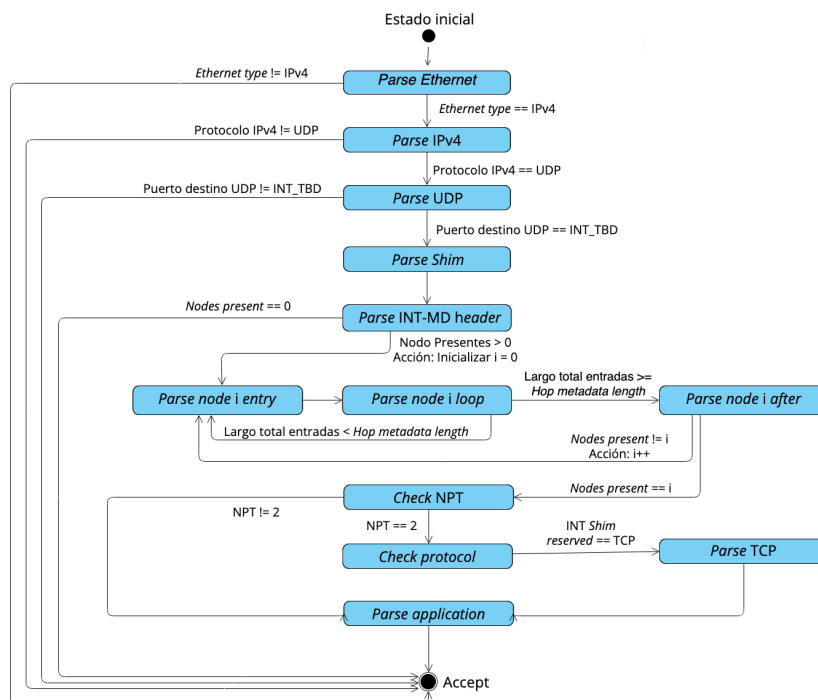 Estado inicial
Ethernet type != IPv4
Parse Ethernet
Ethernet type == IPv4
Protocolo IPv4 != UDP
Parse IPv4
Protocolo IPv4 == UDP
Puerto destino UDP != INT_TBD
Parse UDP
Puerto destino UDP == INT_TBD
Parse Shim
Nodes present == 0
Parse INT-MD header
Nodo Presentes > 0
Acción: Inicializar i = 0
Largo total entradas >=
Hop metadata length
Parse node i entry
Parse node i loop
Parse node i after
Largo total entradas < Hop metadata length
Nodes present != i
Acción: i++
Nodes present == i
Check NPT
NPT != 2
NPT == 2
INT Shim
reserved == TCP
Check protocol
Parse TCP
Parse application
Accept